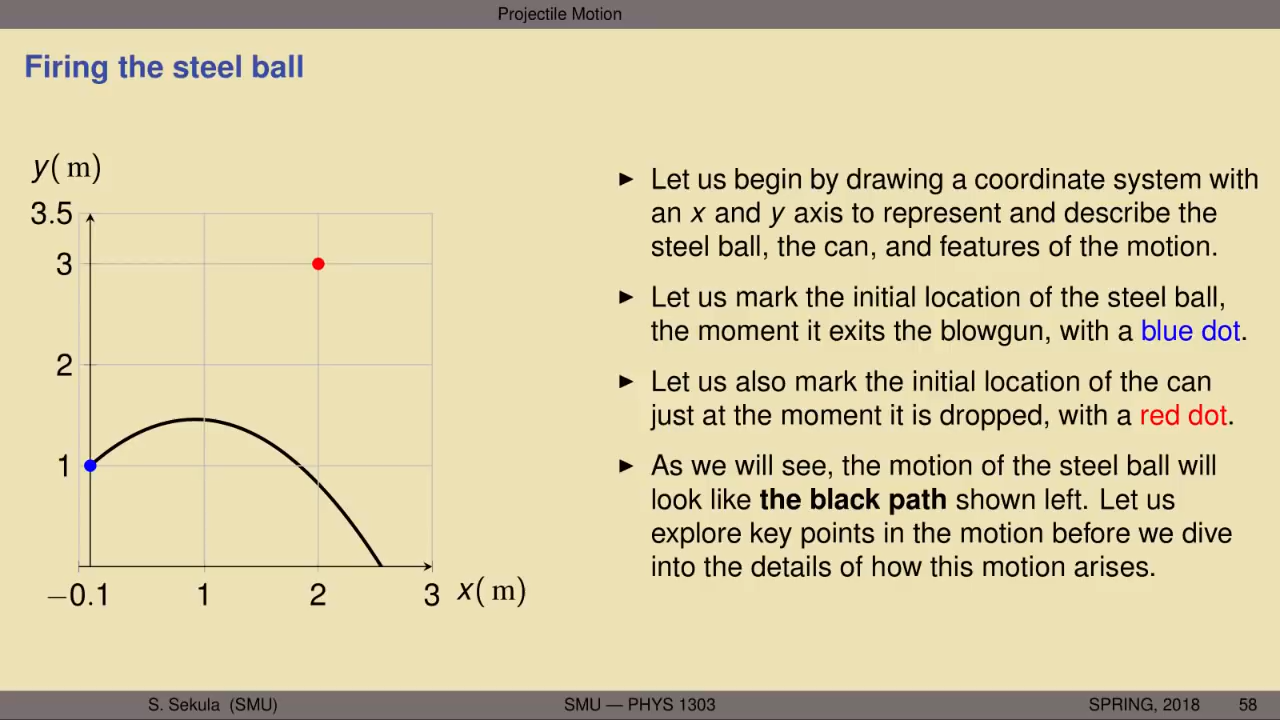 Projectile Motion
Firing the steel ball
y( m)
3.5
3
2
1
−0.1
1
2
3
x( m)
▶ Let us begin by drawing a coordinate system with
an x and y axis to represent and describe the
steel ball, the can, and features of the motion.
▶ Let us mark the initial location of the steel ball,
the moment it exits the blowgun, with a blue dot.
▶ Let us also mark the initial location of the can
just at the moment it is dropped, with a red dot.
▶ As we will see, the motion of the steel ball will
look like the black path shown left. Let us
explore key points in the motion before we dive
into the details of how this motion arises.
S. Sekula (SMU)
SMU — PHYS 1303
SPRING, 2018
58